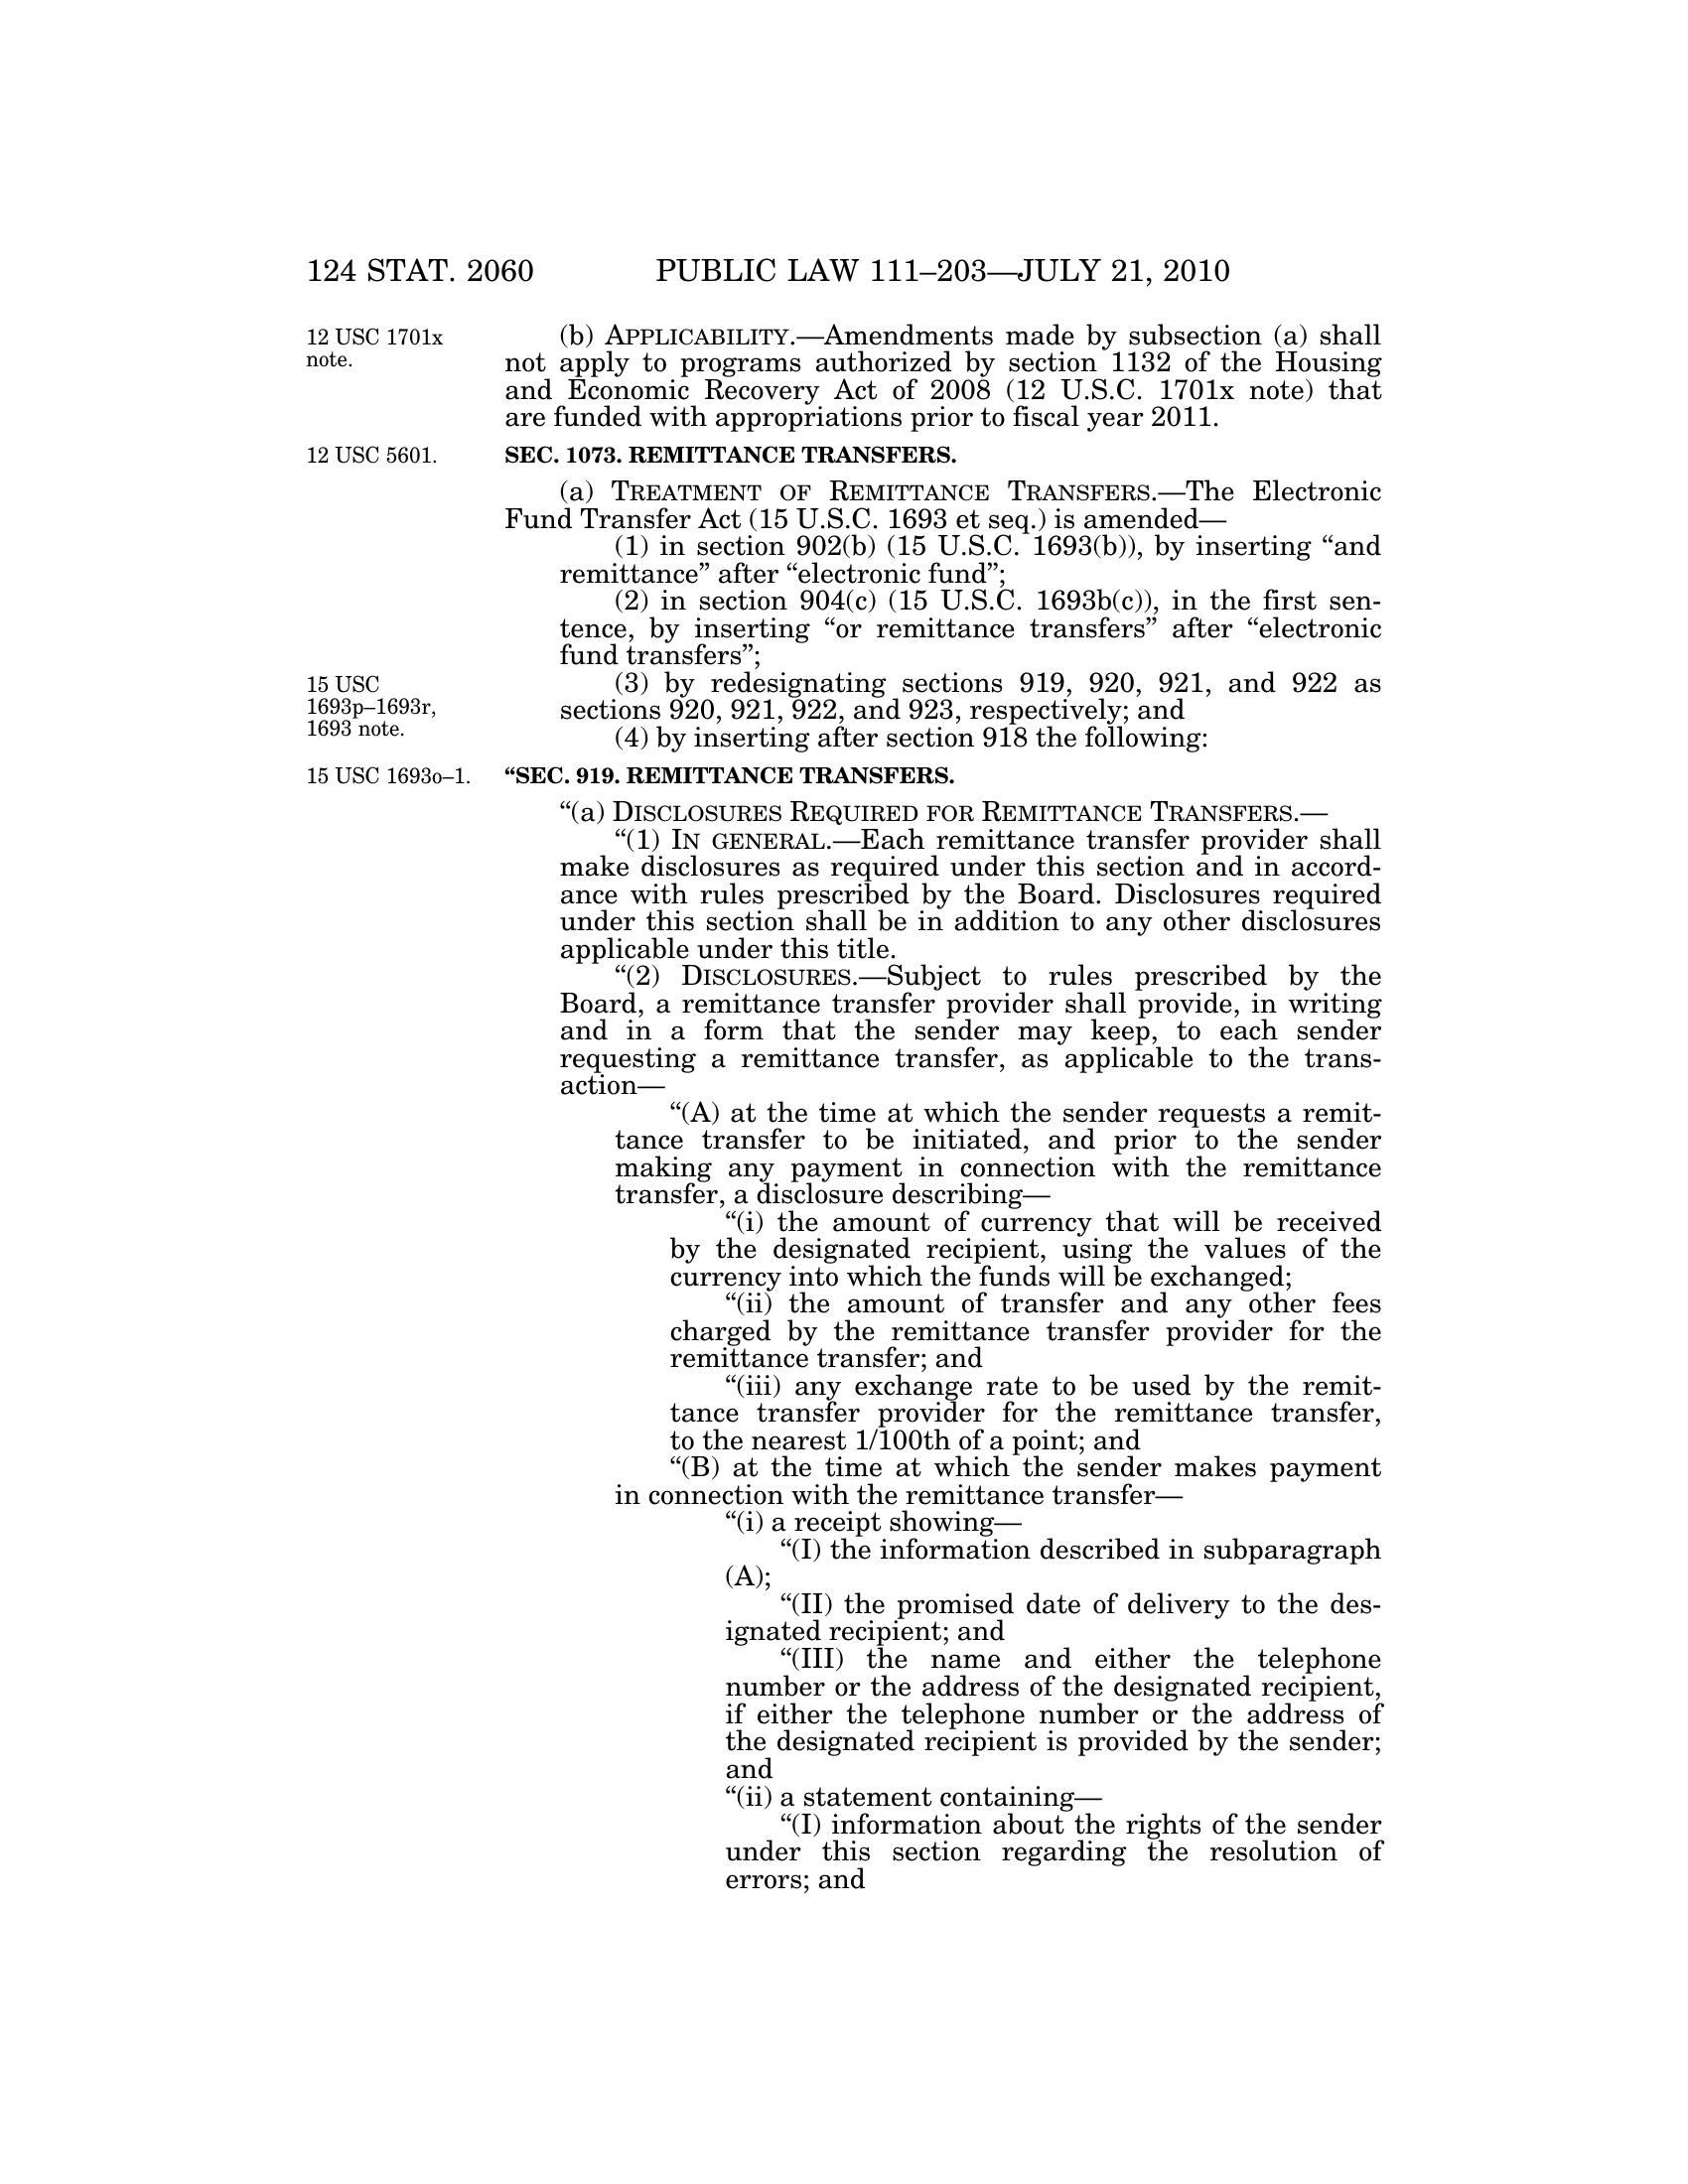 124 STAT. 2060 PUBLIC LAW 111–203—JULY 21, 2010
12 USC 1701x
note.
(b) APPLICABILITY.—Amendments made by subsection (a) shall
not apply to programs authorized by section 1132 of the Housing
and Economic Recovery Act of 2008 (12 U.S.C. 1701x note) that
are funded with appropriations prior to fiscal year 2011.
12 USC 5601.
SEC. 1073. REMITTANCE TRANSFERS.
(a) TREATMENT OF REMITTANCE TRANSFERS.—The Electronic
Fund Transfer Act (15 U.S.C. 1693 et seq.) is amended—
(1) in section 902(b) (15 U.S.C. 1693(b)), by inserting “and
remittance” after “electronic fund”;
(2) in section 904(c) (15 U.S.C. 1693b(c)), in the first sen-
tence, by inserting “or remittance transfers” after “electronic
fund transfers”;
15 USC
1693p–1693r,
1693 note.
(3) by redesignating sections 919, 920, 921, and 922 as
sections 920, 921, 922, and 923, respectively; and
(4) by inserting after section 918 the following:
15 USC 1693o–1.
“SEC. 919. REMITTANCE TRANSFERS.
“(a) DISCLOSURES REQUIRED FOR REMITTANCE TRANSFERS.—
“(1) IN GENERAL.—Each remittance transfer provider shall
make disclosures as required under this section and in accord-
ance with rules prescribed by the Board. Disclosures required
under this section shall be in addition to any other disclosures
applicable under this title.
“(2) DISCLOSURES.—Subject to rules prescribed by the
Board, a remittance transfer provider shall provide, in writing
and in a form that the sender may keep, to each sender
requesting a remittance transfer, as applicable to the trans-
action—
“(A) at the time at which the sender requests a remit-
tance transfer to be initiated, and prior to the sender
making any payment in connection with the remittance
transfer, a disclosure describing—
“(i) the amount of currency that will be received
by the designated recipient, using the values of the
currency into which the funds will be exchanged;
“(ii) the amount of transfer and any other fees
charged by the remittance transfer provider for the
remittance transfer; and
“(iii) any exchange rate to be used by the remit-
tance transfer provider for the remittance transfer,
to the nearest 1/100th of a point; and
“(B) at the time at which the sender makes payment
in connection with the remittance transfer—
“(i) a receipt showing—
“(I) the information described in subparagraph
(A);
“(II) the promised date of delivery to the des-
ignated recipient; and
“(III) the name and either the telephone
number or the address of the designated recipient,
if either the telephone number or the address of
the designated recipient is provided by the sender;
and
“(ii) a statement containing—
“(I) information about the rights of the sender
under this section regarding the resolution of
errors; and